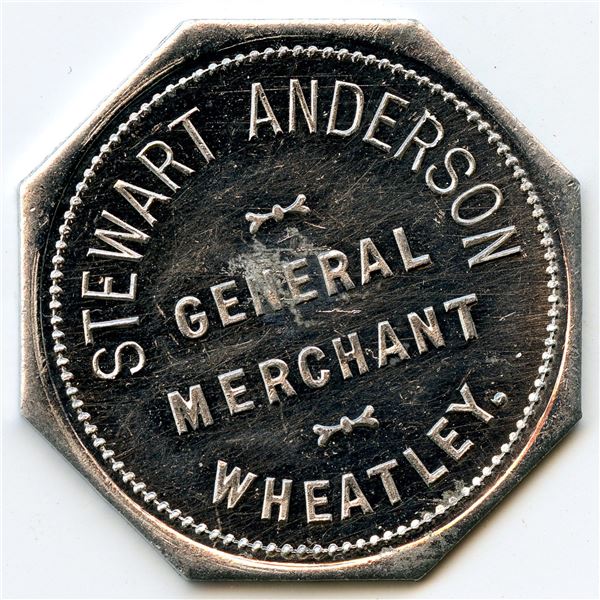 STEWART ANDERSON
GENERAL
MERCHANT
WHEATLEY.